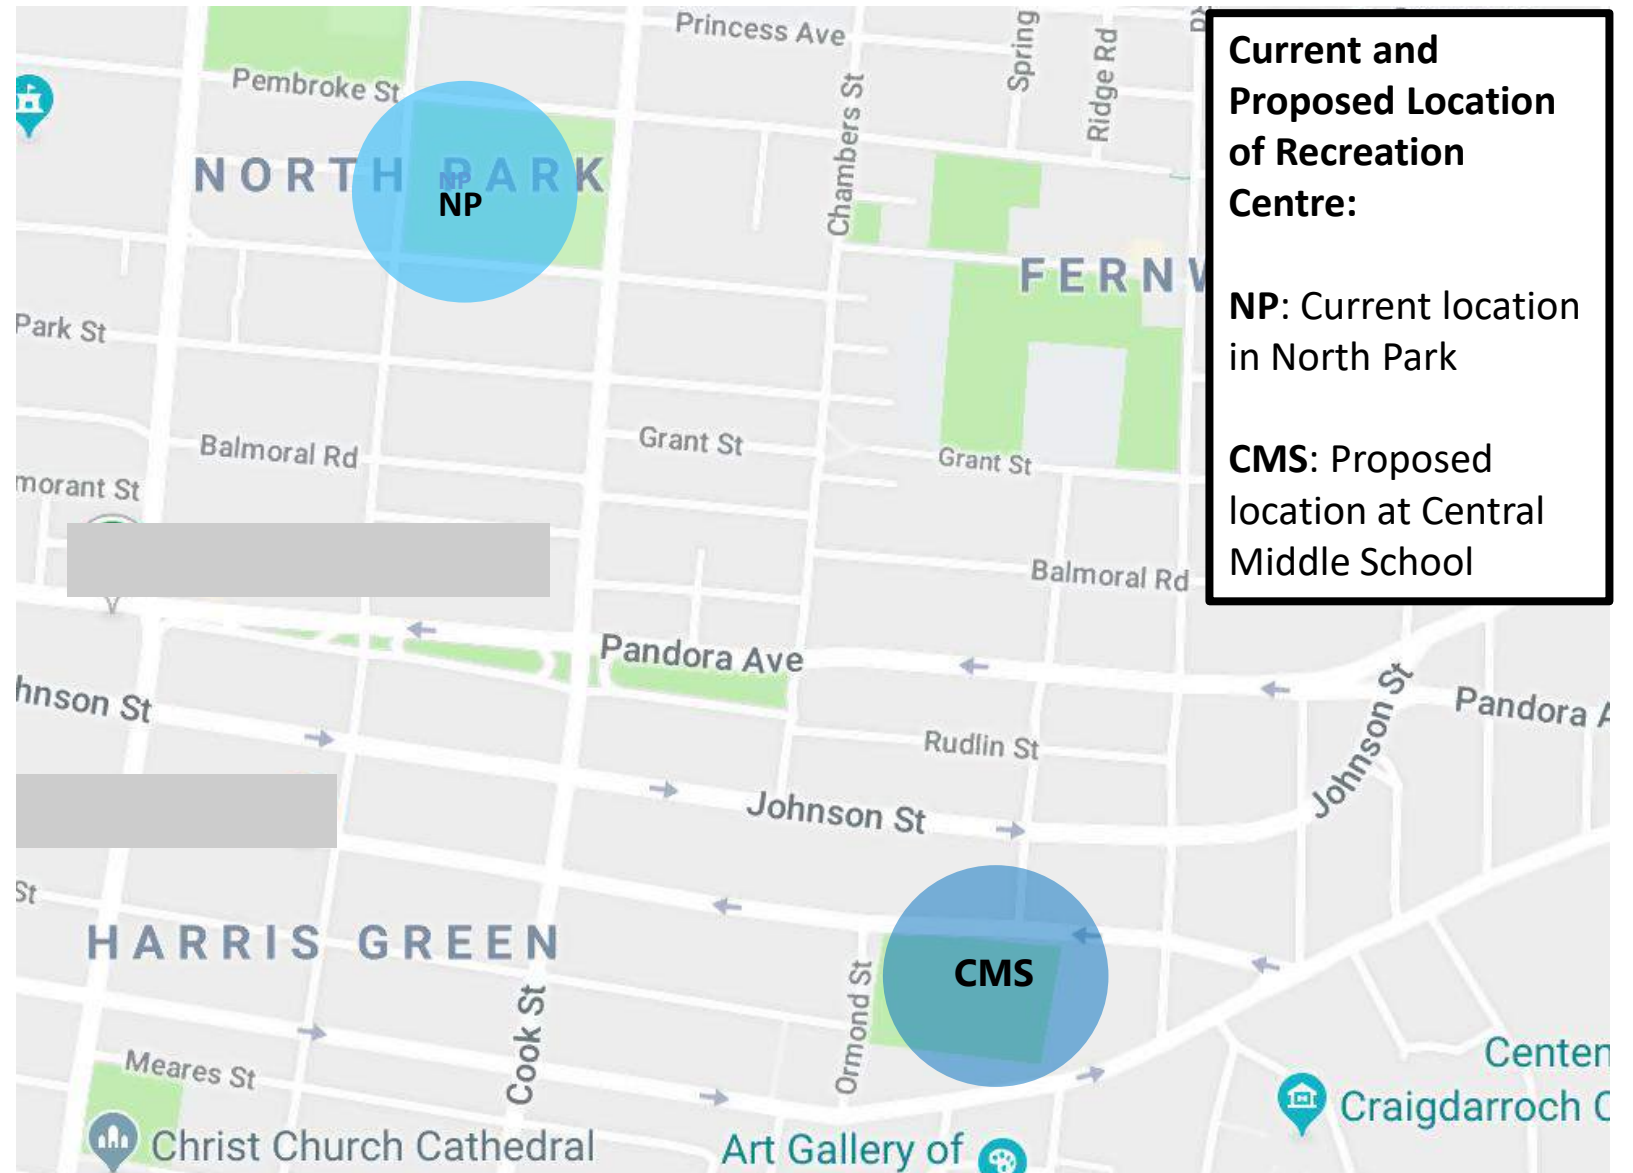 Princess Ave
Spring
Ridge Rd
Pembroke St
Chambers St
NORTH PARK
NP
NP
FERNW
Park St
Grant St
Balmoral Rd
Grant St
morant St
Balmoral Rd
Pandora Ave
hnson St
Johnson St
Pandora A
Rudlin St
Johnson St
St
HARRIS GREEN
CMS
Cook St
Ormond St
Meares St
Centen
Craigdarroch C
Christ Church Cathedral
Art Gallery of
Current and
Proposed Location
of Recreation
Centre:
NP: Current location
in North Park
CMS: Proposed
location at Central
Middle School